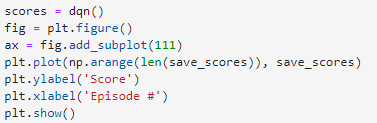 scores = dqn()
fig = plt.figure()
ax = fig.add_subplot(111)
plt.plot(np.arange(len(save_scores)), save_scores)
plt.ylabel('Score')
plt.xlabel('Episode #')
plt.show()